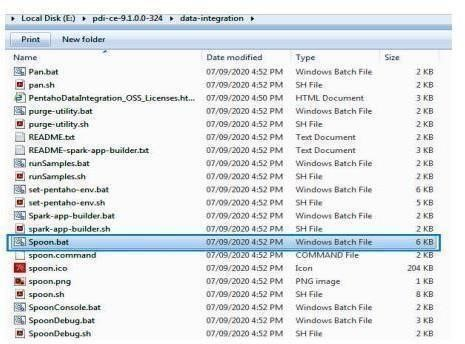 Local Disk (E:) ▸ pdi-ce-9.1.0.0-324 ▸ data-integration ▸
Print New folder
Name Date modified Type Size
Pan.bat 07/09/2020 4:52 PM Windows Batch File 2 KB
pan.sh 07/09/2020 4:52 PM SH File 2 KB
PentahoDataIntegration_OSS_Licenses.ht... 07/09/2020 4:50 PM HTML Document 3 KB
purge-utility.bat 07/09/2020 4:52 PM Windows Batch File 2 KB
purge-utility.sh 07/09/2020 4:52 PM SH File 2 KB
README.txt 07/09/2020 4:52 PM Text Document 2 KB
README-spark-app-builder.txt 07/09/2020 4:52 PM Text Document 3 KB
runSamples.bat 07/09/2020 4:52 PM Windows Batch File 2 KB
runSamples.sh 07/09/2020 4:52 PM SH File 2 KB
set-pentaho-env.bat 07/09/2020 4:52 PM Windows Batch File 6 KB
set-pentaho-env.sh 07/09/2020 4:52 PM SH File 5 KB
Spark-app-builder.bat 07/09/2020 4:52 PM Windows Batch File 2 KB
spark-app-builder.sh 07/09/2020 4:52 PM SH File 2 KB
Spoon.bat 07/09/2020 4:52 PM Windows Batch File 6 KB
spoon.command 07/09/2020 4:52 PM COMMAND File 2 KB
spoon.ico 07/09/2020 4:52 PM Icon 204 KB
spoon.png 07/09/2020 4:52 PM PNG image 1 KB
spoon.sh 07/09/2020 4:52 PM SH File 8 KB
SpoonConsole.bat 07/09/2020 4:52 PM Windows Batch File 2 KB
SpoonDebug.bat 07/09/2020 4:52 PM Windows Batch File 3 KB
SpoonDebug.sh 07/09/2020 4:52 PM SH File 2 KB